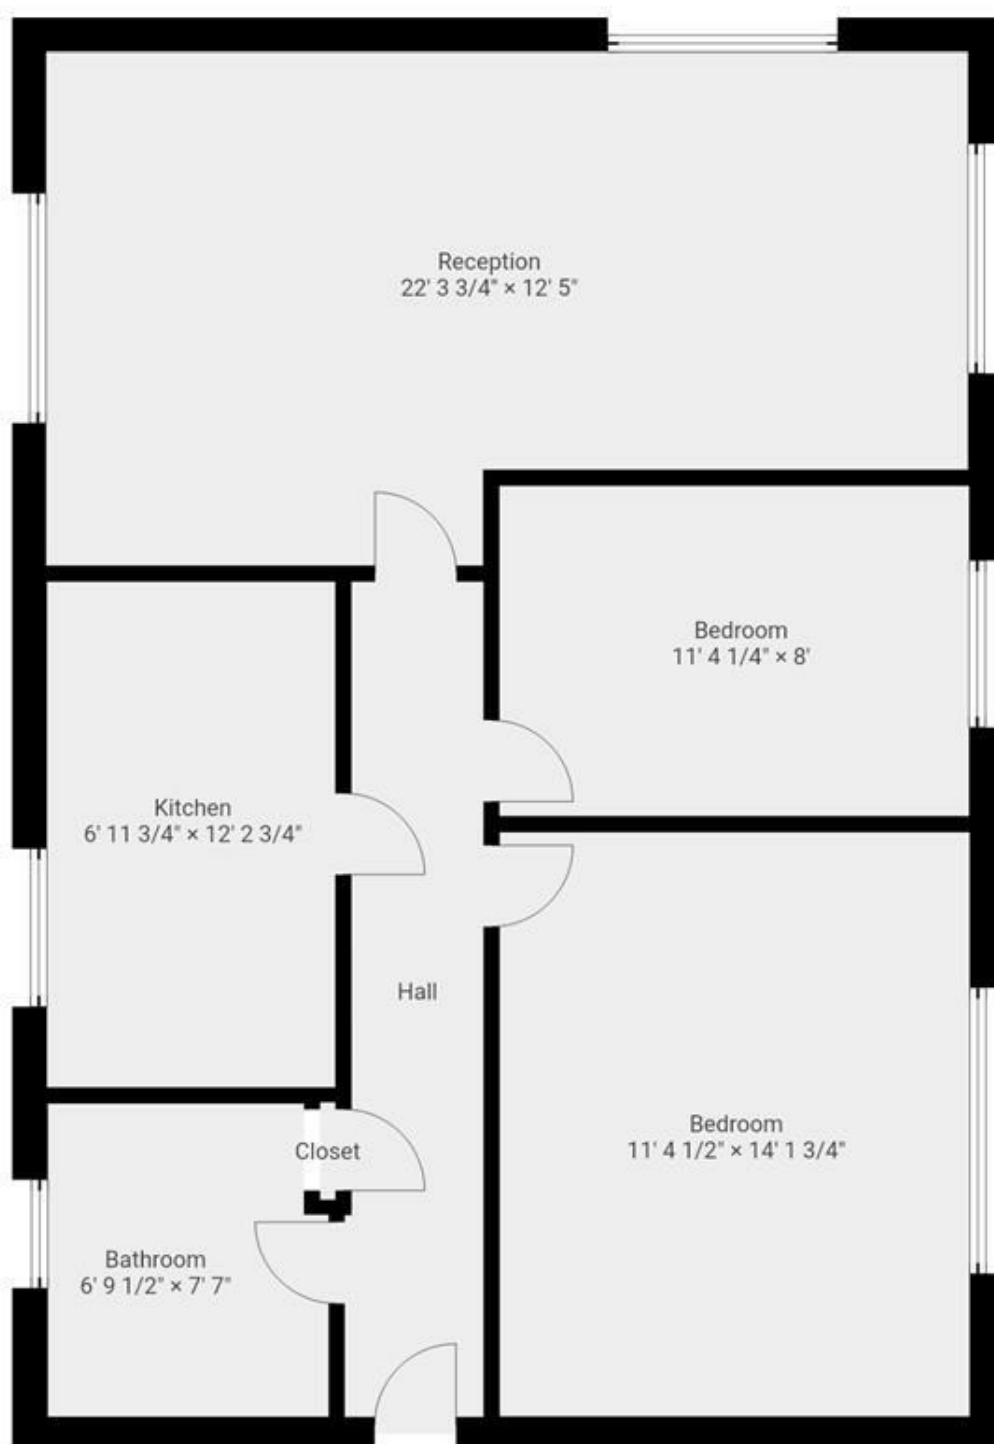 Reception
22' 3 3/4" × 12' 5"
Bedroom
11' 4 1/4" × 8'
Kitchen
6' 11 3/4" × 12' 2 3/4"
Hall
Bedroom
11' 4 1/2" × 14' 1 3/4"
Closet
Bathroom
6' 9 1/2" × 7' 7"